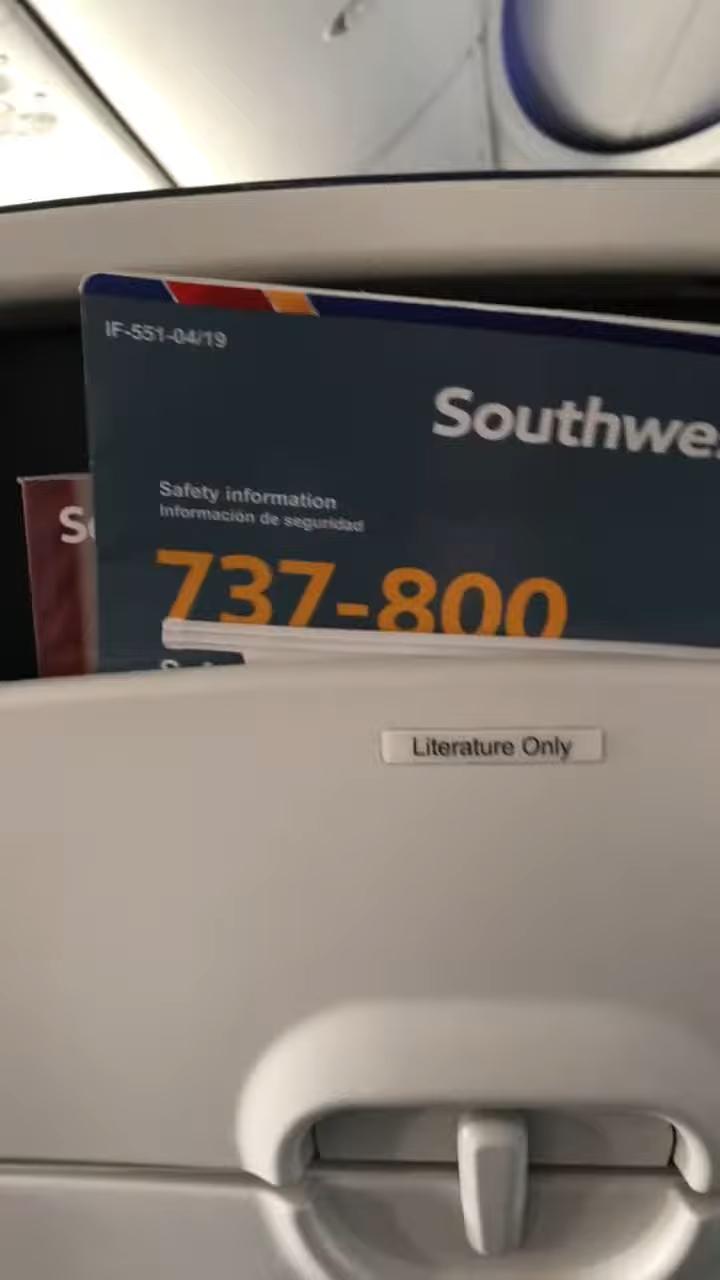 IF-551-04/19
Southwe
Safety information
Información de seguridad
737-800
Literature Only